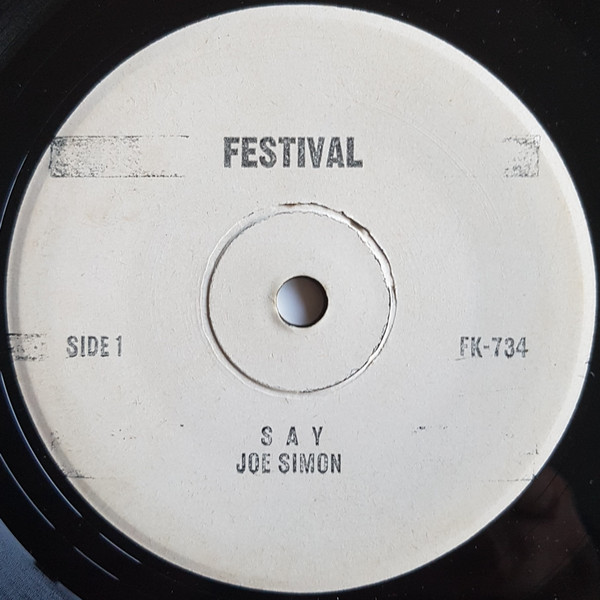 FESTIVAL
SIDE 1
FK-734
S A Y
JOE SIMON